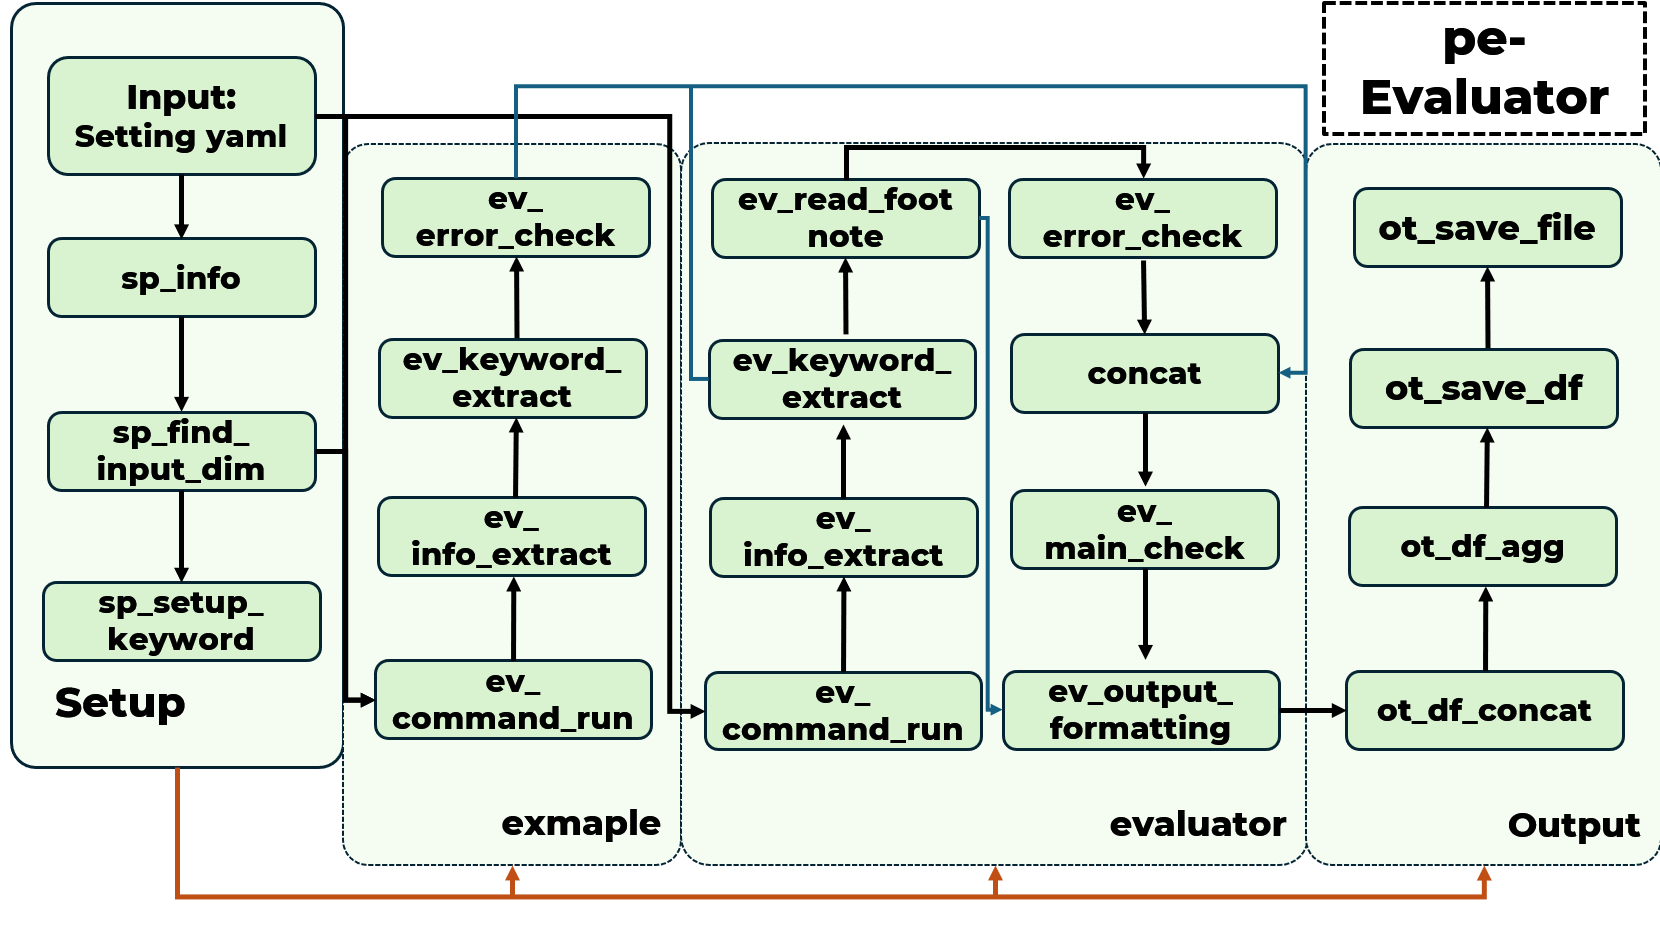 pe-
Evaluator
Input:
Setting yaml
sp_info
sp_find_
input_dim
sp_setup_
keyword
Setup
ev_
error_check
ev_keyword_
extract
ev_
info_extract
ev_
command_run
exmaple
ev_read_foot
note
ev_keyword_
extract
ev_
info_extract
ev_
command_run
ev_
error_check
concat
ev_
main_check
ev_output_
formatting
evaluator
ot_save_file
ot_save_df
ot_df_agg
ot_df_concat
Output